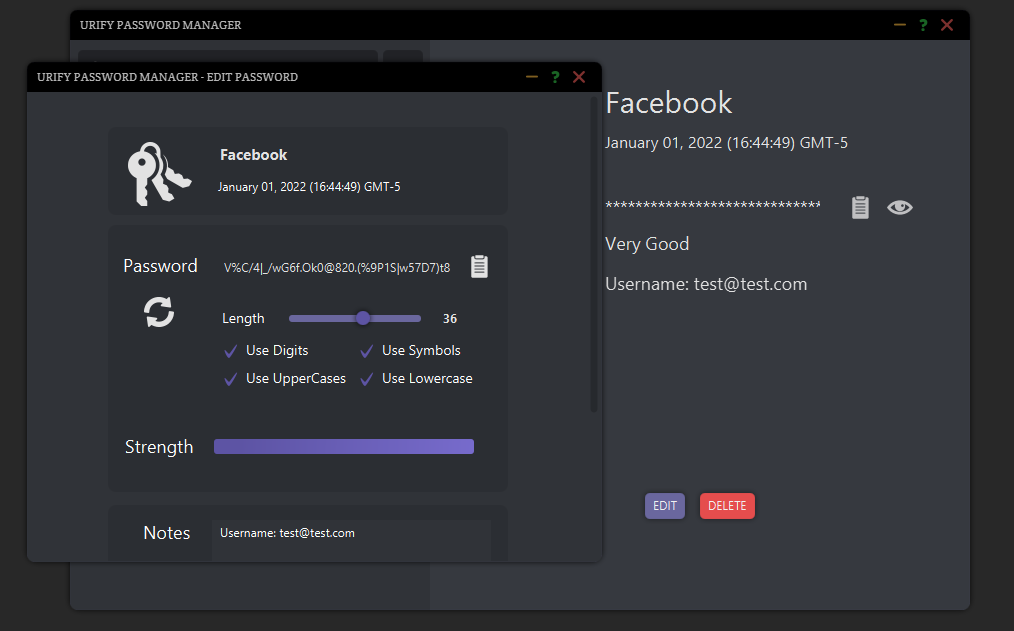 URIFY PASSWORD MANAGER
?
URIFY PASSWORD MANAGER - EDIT PASSWORD
?
Facebook
January 01, 2022 (16:44:49) GMT-5
Password
V%C/4|_/wG6f.Ok0@820.(%9P1S|w57D7)t8
Length
36
Use Digits
Use Symbols
Use UpperCases
Use Lowercase
Strength
Notes
Username: test@test.com
Facebook
January 01, 2022 (16:44:49) GMT-5
*****************************
Very Good
Username: test@test.com
EDIT
DELETE